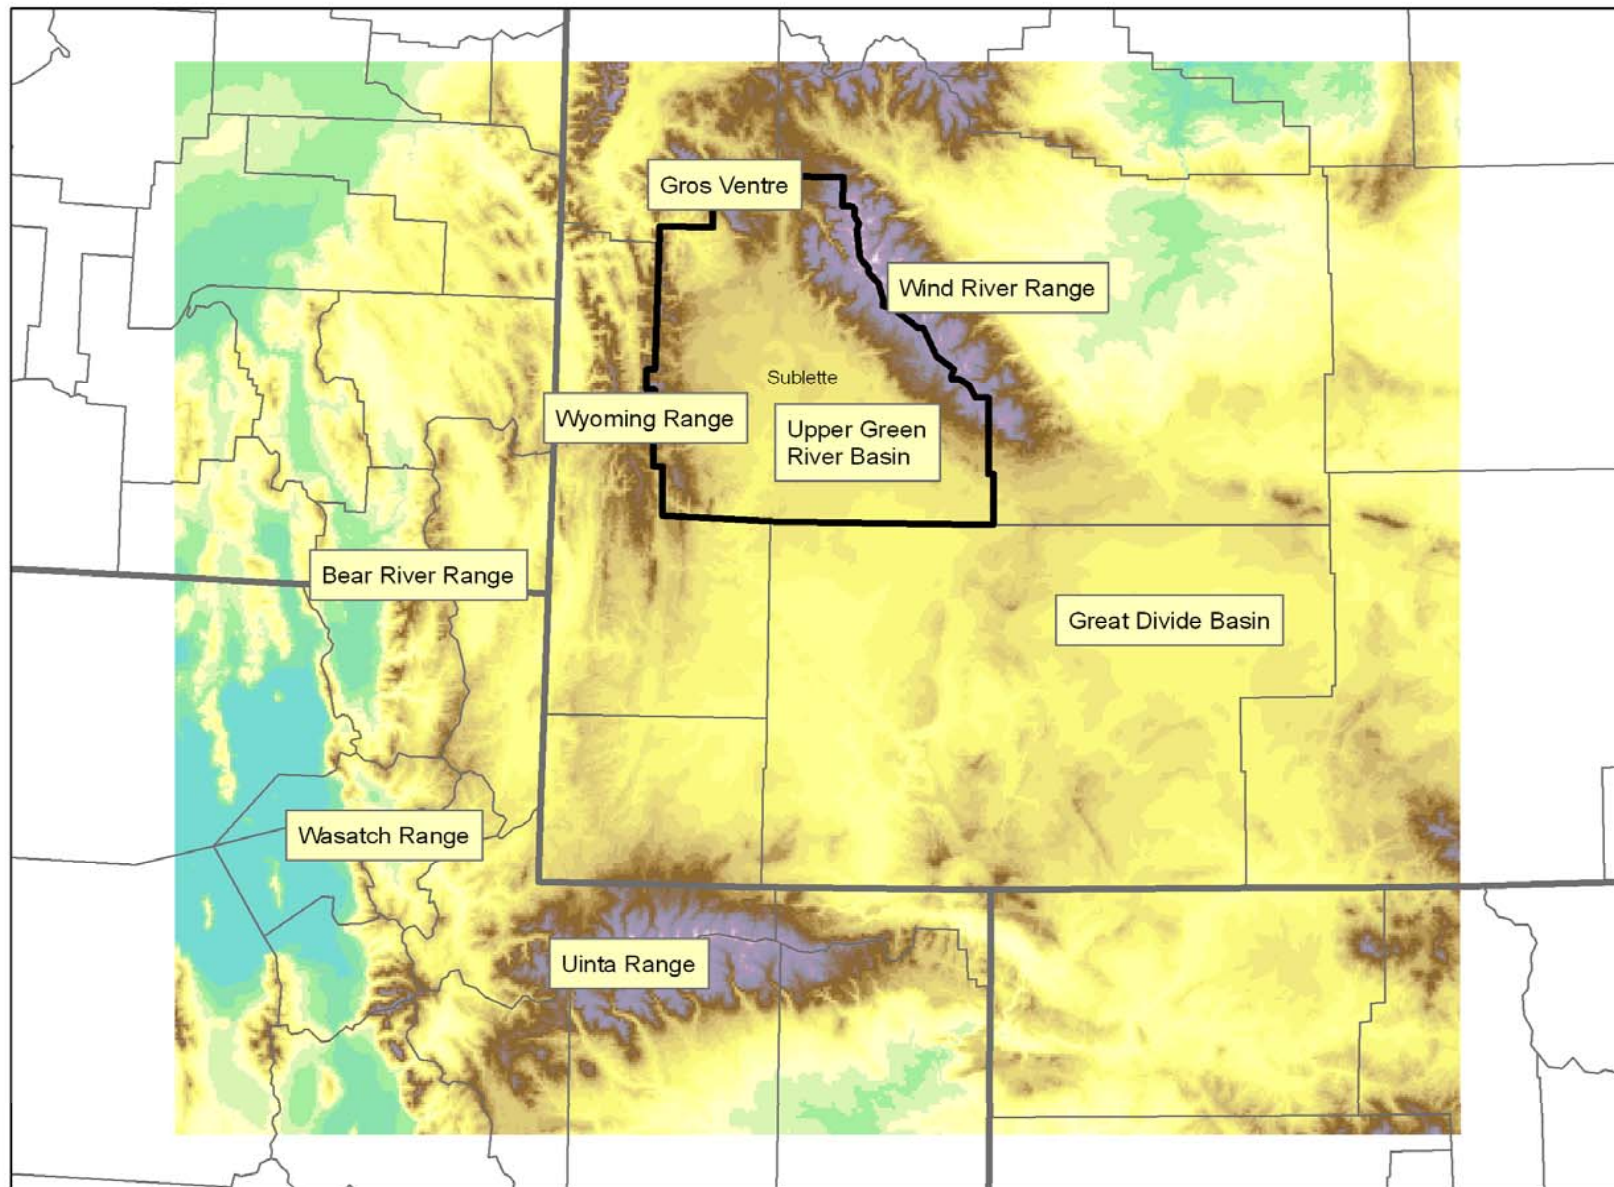 Gros Ventre
Wind River Range
Sublette
Wyoming Range
Upper Green
River Basin
Bear River Range
Great Divide Basin
Wasatch Range
Uinta Range